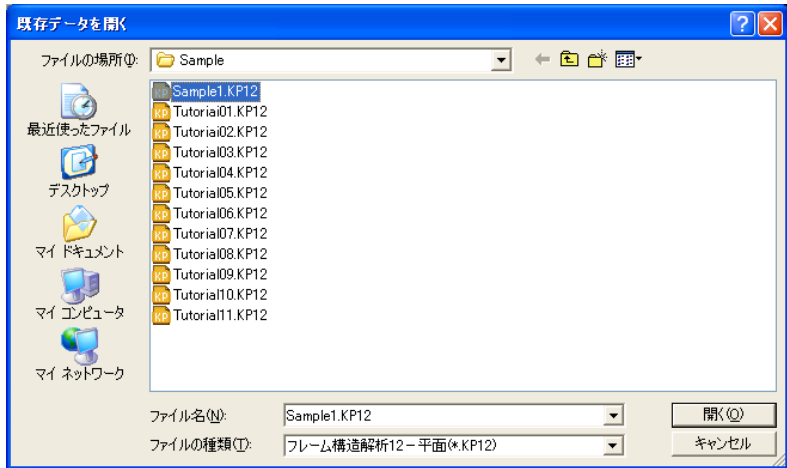 既存データを開く
ファイルの場所(I):
Sample
最近使ったファイル
デスクトップ
マイ ドキュメント
マイ コンピュータ
マイ ネットワーク
Sample1.KP12
Tutoriai01.KP12
Tutoriai02.KP12
Tutorial03.KP12
Tutorial04.KP12
Tutorial05.KP12
Tutorial06.KP12
Tutorial07.KP12
Tutorial08.KP12
Tutorial09.KP12
Tutorial10.KP12
Tutorial11.KP12
ファイル名(N):
Sample1.KP12
開く(O)
ファイルの種類(T):
フレーム構造解析12－平面(*.KP12)
キャンセル